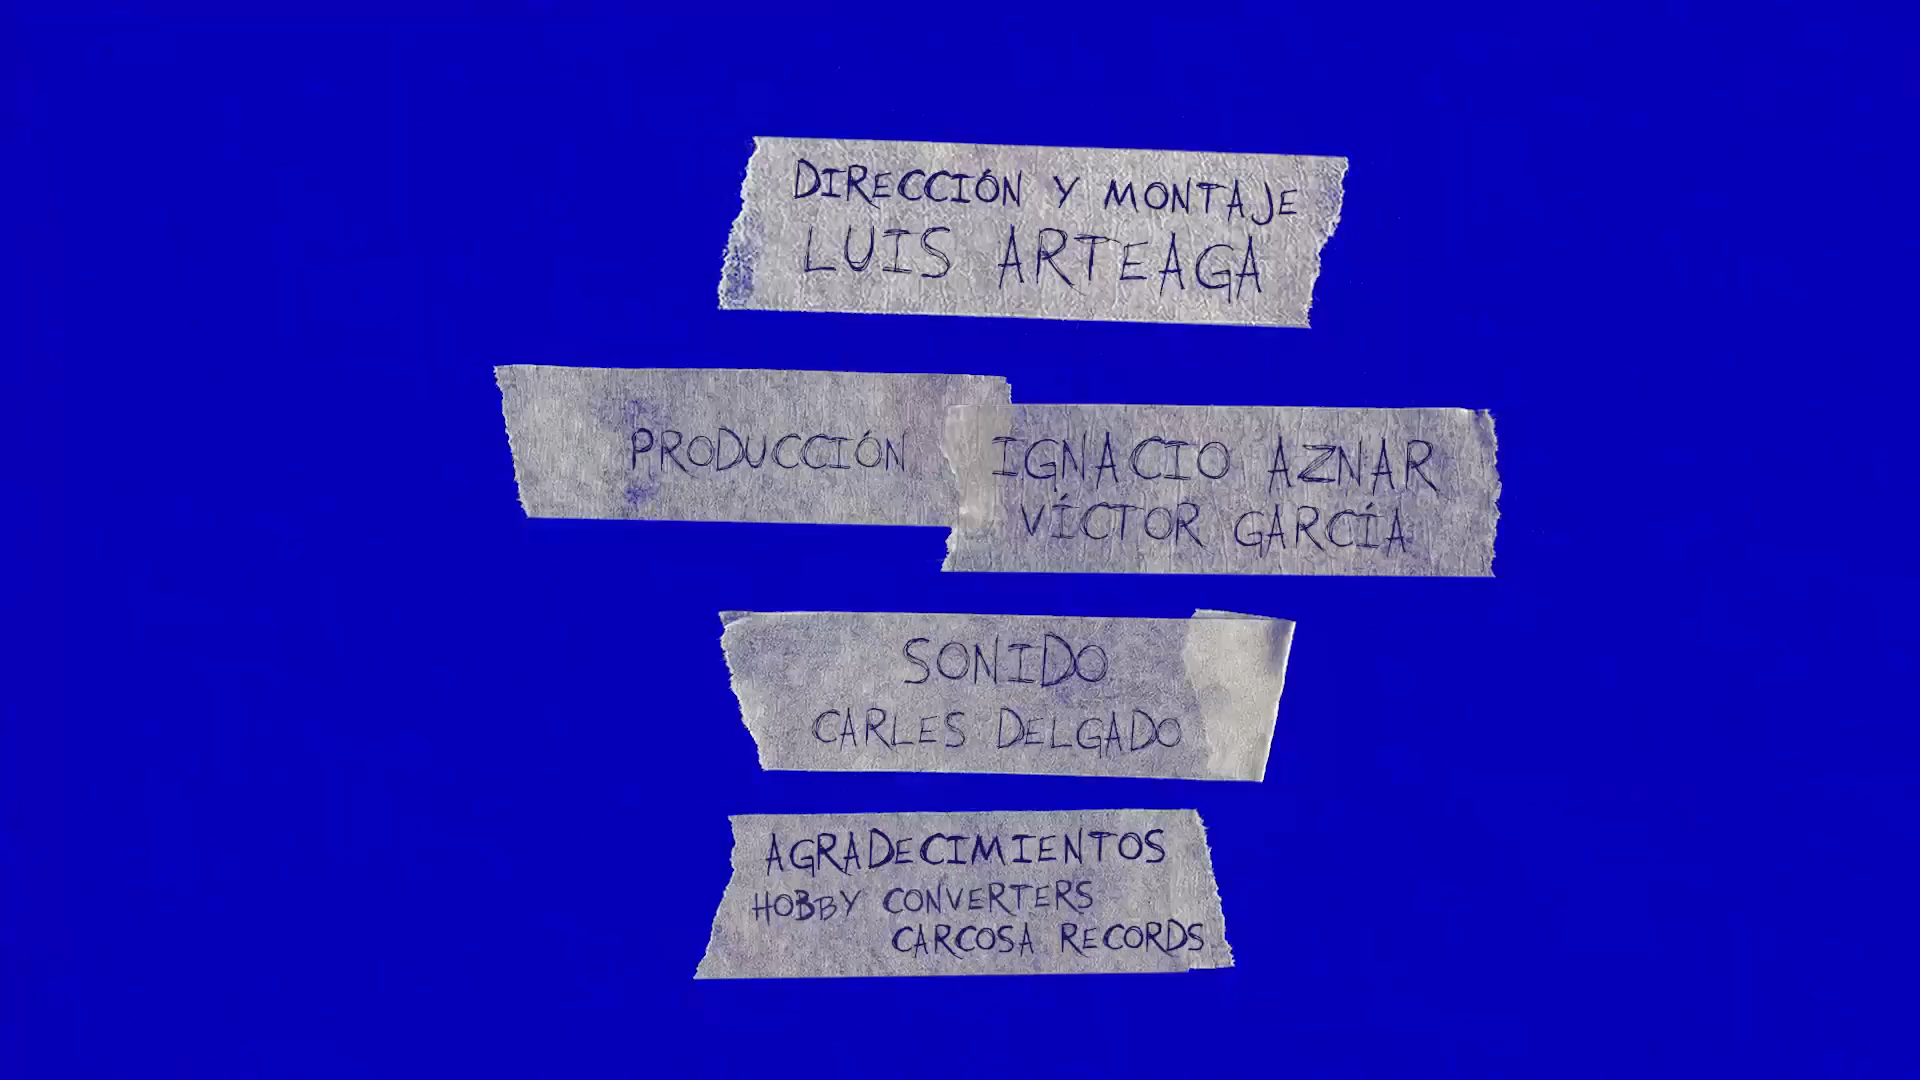 DIRECCIÓN Y MONTAJE
LUIS ARTEAGA
PRODUCCIÓN
IGNACIO AZNAR
VÍCTOR GARCÍA
SONIDO
CARLES DELGADO
AGRADECIMIENTOS
HOBBY CONVERTERS
CARCOSA RECORDS